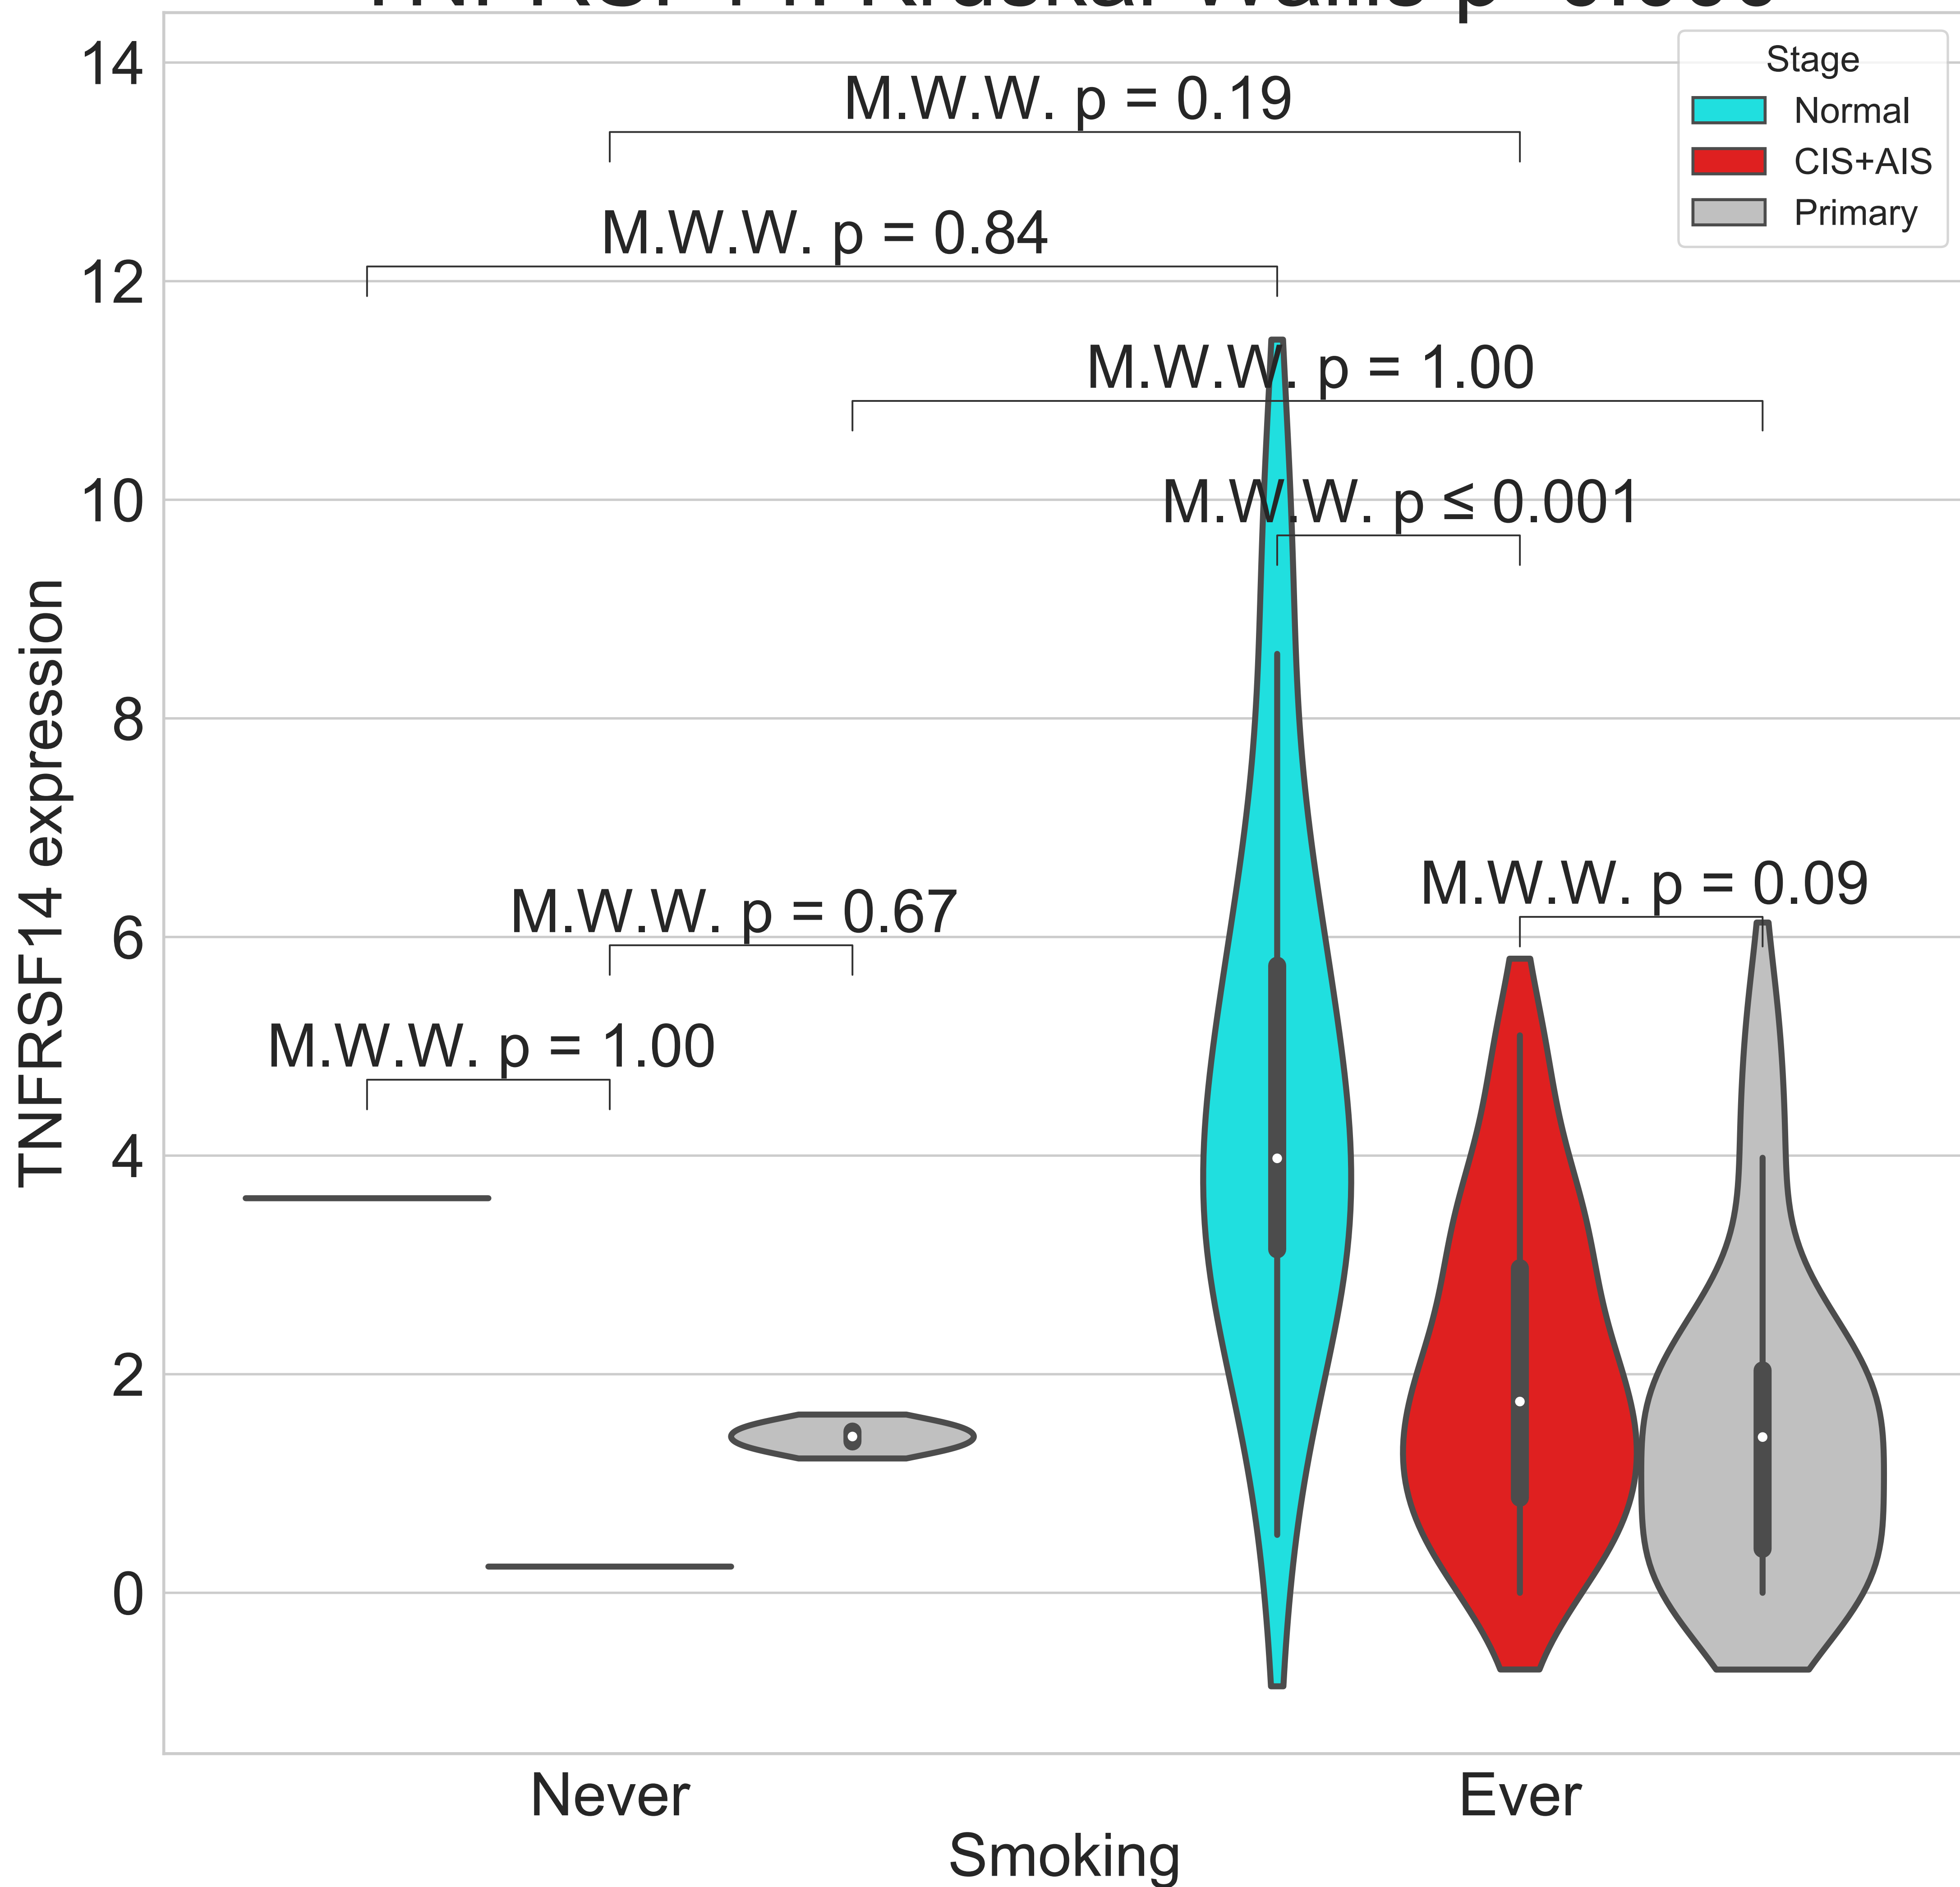 14
Stage
Normal
CIS+AIS
Primary
M.W.W. p = 0.19
M.W.W. p = 0.84
12
M.W.W. p = 1.00
10
M.W.W. p ≤ 0.001
8
M.W.W. p = 0.09
M.W.W. p = 0.67
6
M.W.W. p = 1.00
4
2
0
TNFRSF14 expression
Never
Ever
Smoking